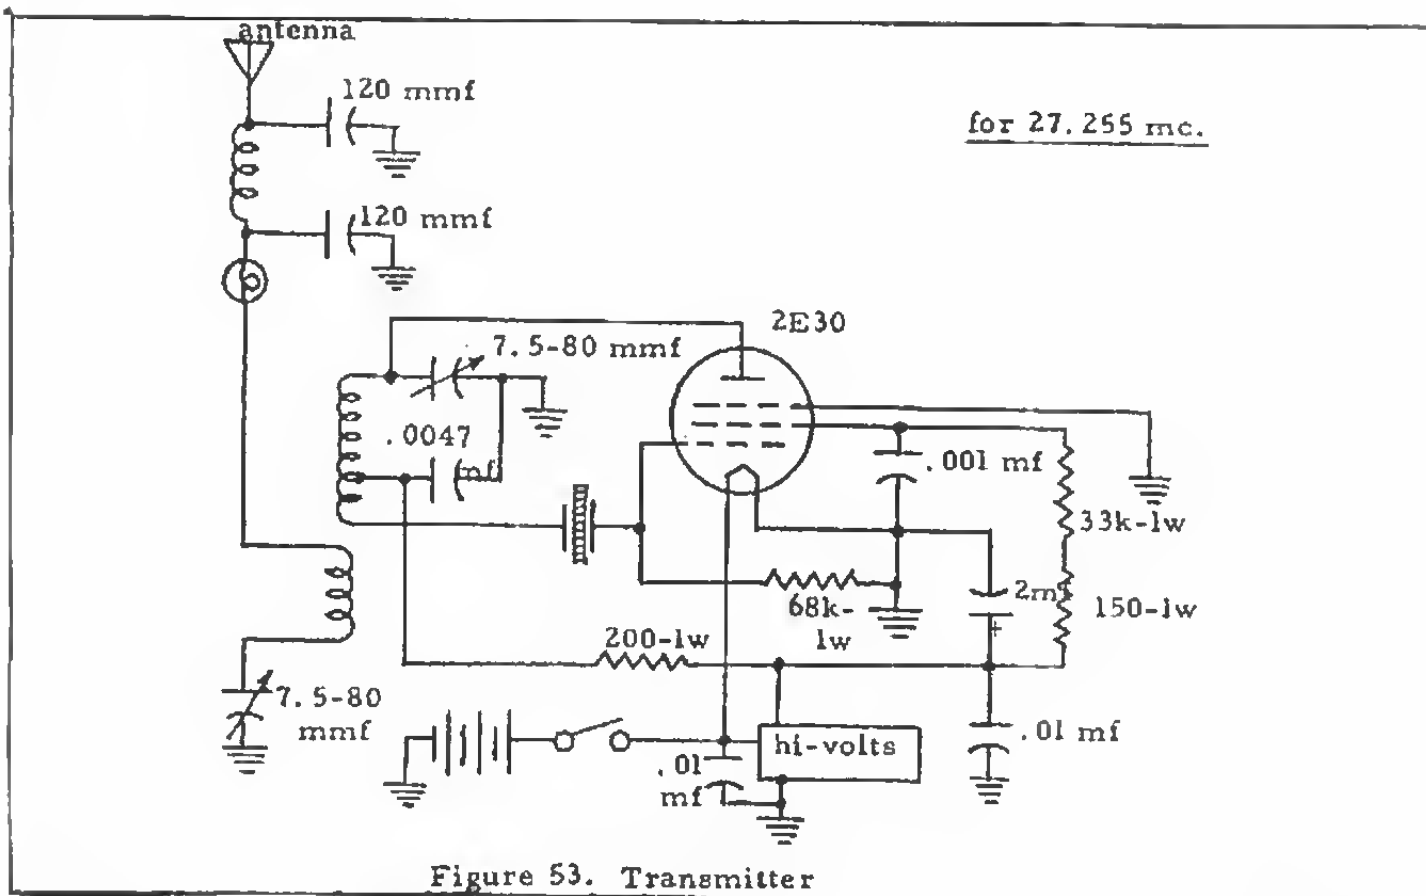 antenna
120 mmf
for 27.255 mc.
120 mmf
2E30
7.5-80 mmf
.0047
mf
.001 mf
33k-1w
2mf
150-1w
68k-
1w
200-1w
7.5-80
mmf
hi-volts
.01 mf
.01
mf
+
Figure 53. Transmitter